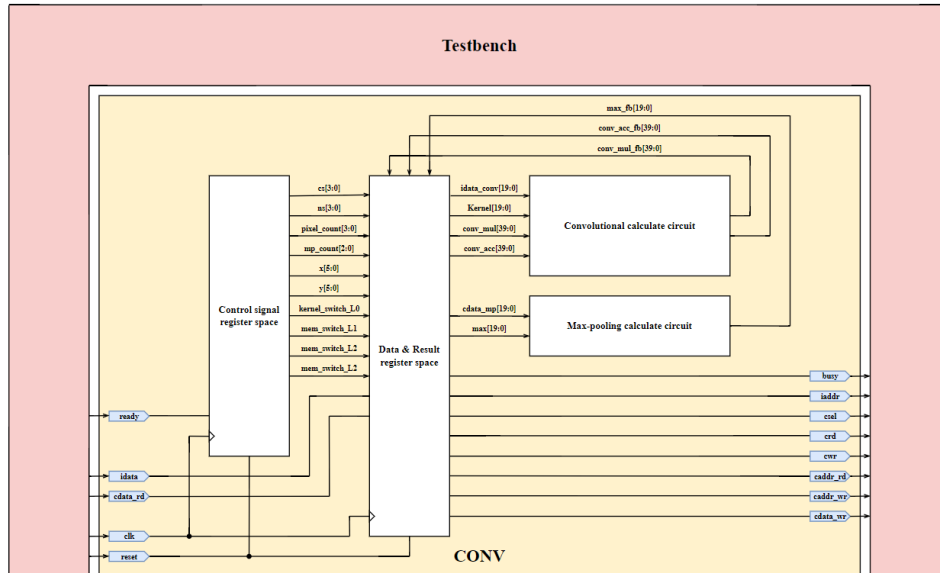 Testbench
max_fb[19:0]
conv_acc_fb[39:0]
conv_mul_fb[39:0]
cs[3:0]
ns[3:0]
pixel_count[3:0]
mp_count[2:0]
x[5:0]
y[5:0]
kernel_switch_L0
mem_switch_L1
mem_switch_L2
mem_switch_L2
Control signal
register space
idata_conv[19:0]
Kernel[19:0]
conv_mul[39:0]
conv_acc[39:0]
Convolutional calculate circuit
cdata_mp[19:0]
max[19:0]
Max-pooling calculate circuit
Data & Result
register space
ready
idata
cdata_rd
clk
reset
busy
iaddr
csel
crd
cwr
caddr_rd
caddr_wr
cdata_wr
CONV